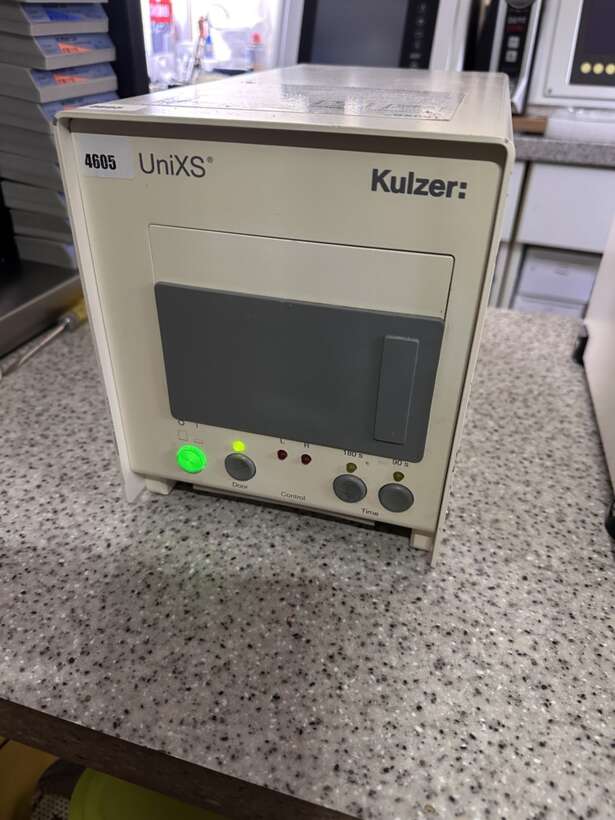 4605
UniXS®
Kulzer:
O I
L R
180 s 90 s
Door
Control
Time